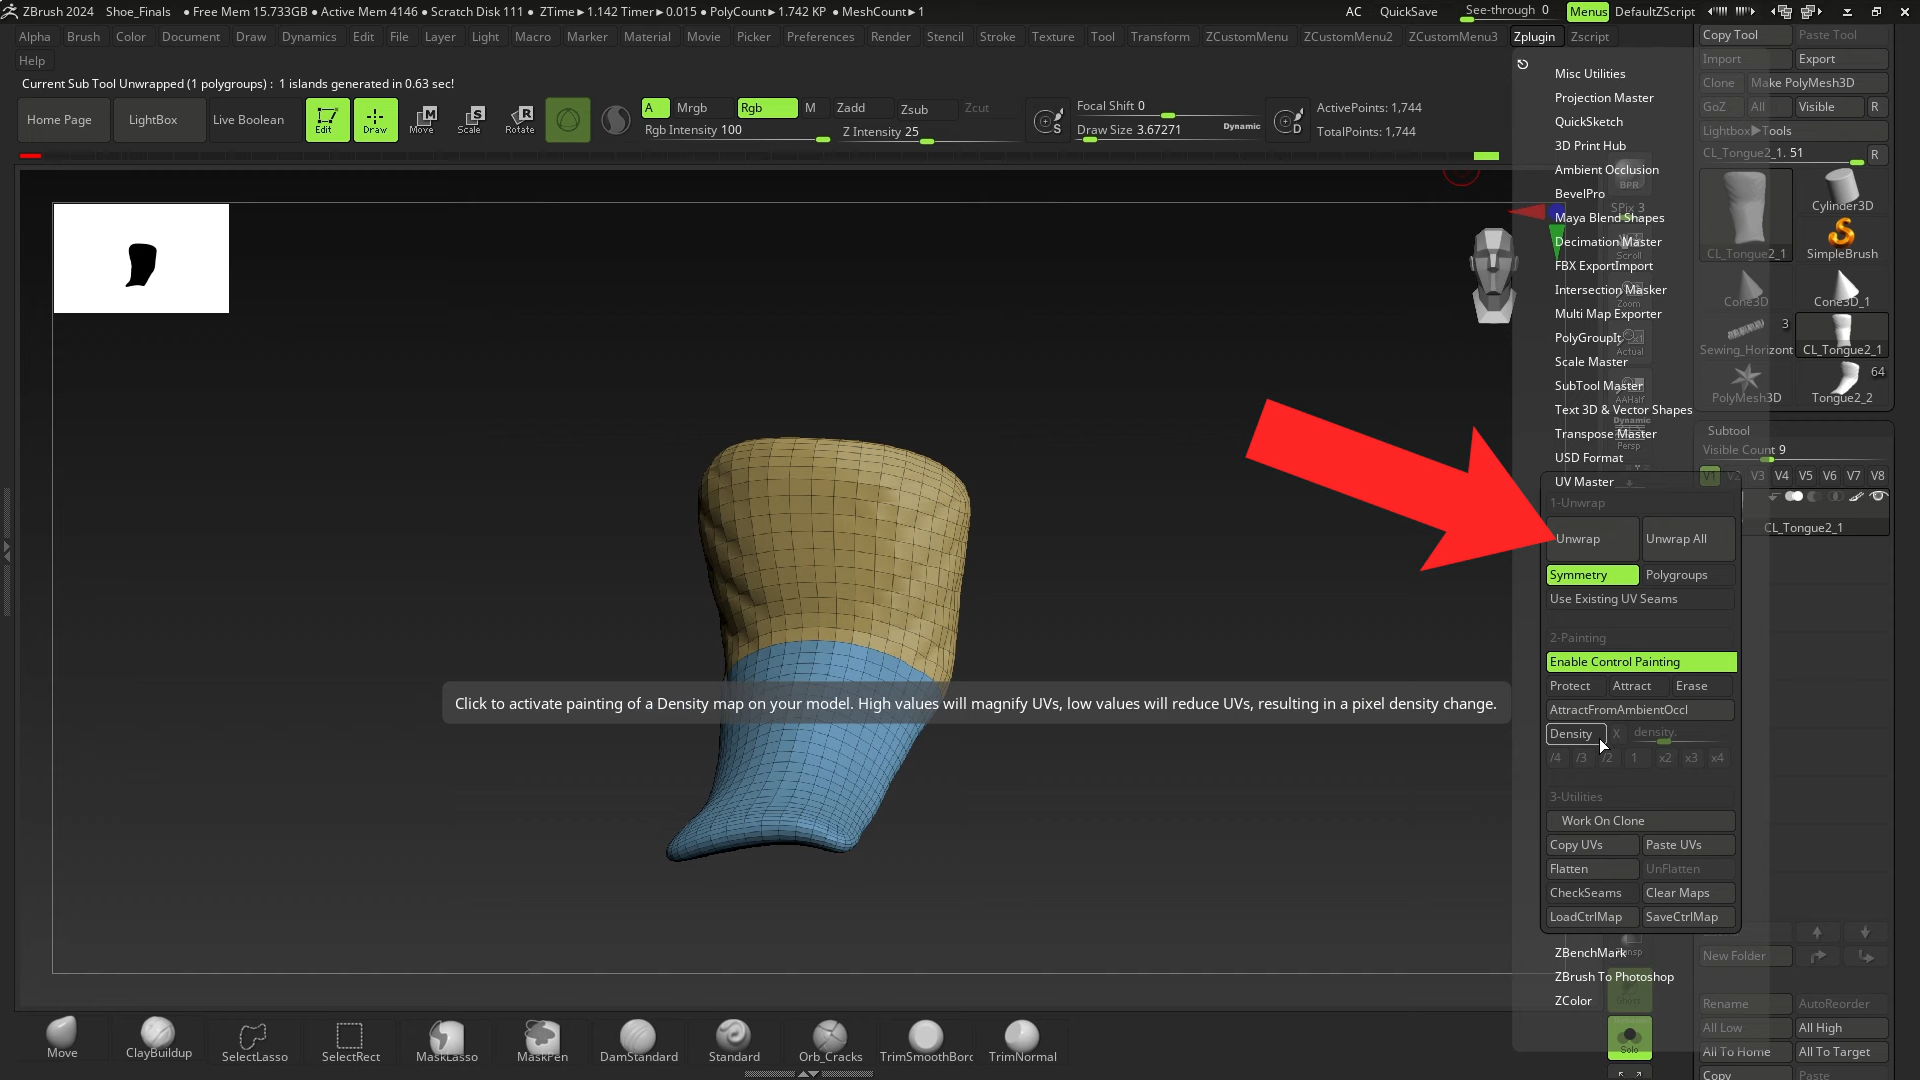 ZBrush 2024 Shoe_Finals ● Free Mem 15.733GB ● Active Mem 4146 ● Scratch Disk 111 ● ZTime►1.142 Timer►0.015 ● PolyCount►1.742 KP ● MeshCount►1 AC QuickSave See-through 0 Menus DefaultZScript
Alpha Brush Color Document Draw Dynamics Edit File Layer Light Macro Marker Material Movie Picker Preferences Render Stencil Stroke Texture Tool Transform ZCustomMenu ZCustomMenu2 ZCustomMenu3 Zplugin Zscript
Help
Current Sub Tool Unwrapped (1 polygroups) : 1 islands generated in 0.63 sec!
Home Page LightBox Live Boolean Edit Draw Move Scale Rotate
A Mrgb Rgb M Zadd Zsub Zcut
Rgb Intensity 100 Z Intensity 25
Focal Shift 0
Draw Size 3.67271 Dynamic
ActivePoints: 1,744
TotalPoints: 1,744
Misc Utilities
Projection Master
QuickSketch
3D Print Hub
Ambient Occlusion
BevelPro
Maya Blend Shapes
Decimation Master
FBX ExportImport
Intersection Masker
Multi Map Exporter
PolyGroupIt
Scale Master
SubTool Master
Text 3D & Vector Shapes
Transpose Master
USD Format
UV Master
1-Unwrap
Unwrap Unwrap All
Symmetry Polygroups
Use Existing UV Seams
2-Painting
Enable Control Painting
Protect Attract Erase
AttractFromAmbientOccl
Density X density.
/4 /3 /2 1 x2 x3 x4
3-Utilities
Work On Clone
Copy UVs Paste UVs
Flatten UnFlatten
CheckSeams Clear Maps
LoadCtrlMap SaveCtrlMap
ZBenchMark
ZBrush To Photoshop
ZColor
BPR
SPix 3
Scroll
Zoom
Actual
AAHalf
Dynamic
Persp
Solo
Copy Tool Paste Tool
Import Export
Clone Make PolyMesh3D
GoZ All Visible R
Lightbox►Tools
CL_Tongue2_1. 51 R
CL_Tongue2_1 Cylinder3D
SimpleBrush
Cone3D Cone3D_1
3
Sewing_Horizont CL_Tongue2_1
64
PolyMesh3D Tongue2_2
Subtool
Visible Count 9
V1 V2 V3 V4 V5 V6 V7 V8
CL_Tongue2_1
New Folder
Rename AutoReorder
All Low All High
All To Home All To Target
Copy Paste
Click to activate painting of a Density map on your model. High values will magnify UVs, low values will reduce UVs, resulting in a pixel density change.
Move ClayBuildup SelectLasso SelectRect MaskLasso MaskPen DamStandard Standard Orb_Cracks TrimSmoothBorc TrimNormal